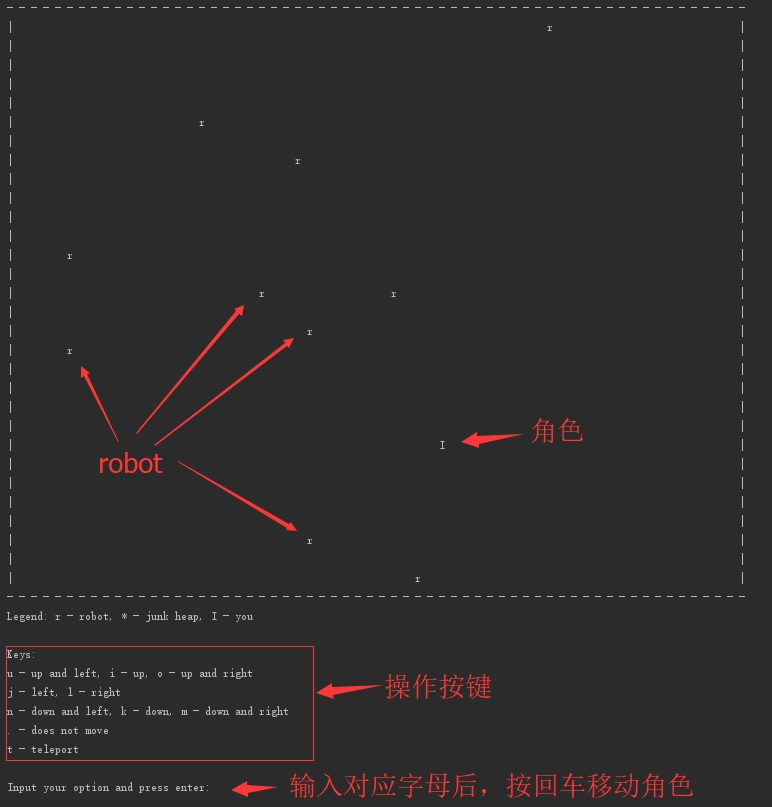 r
r
r
r
r r
r
r
角色
I
robot
r
r
Legend: r - robot, * - junk heap, I - you
Keys:
u - up and left, i - up, o - up and right
j - left, l - right
操作按键
n - down and left, k - down, m - down and right
. - does not move
t - teleport
Input your option and press enter: 输入对应字母后，按回车移动角色